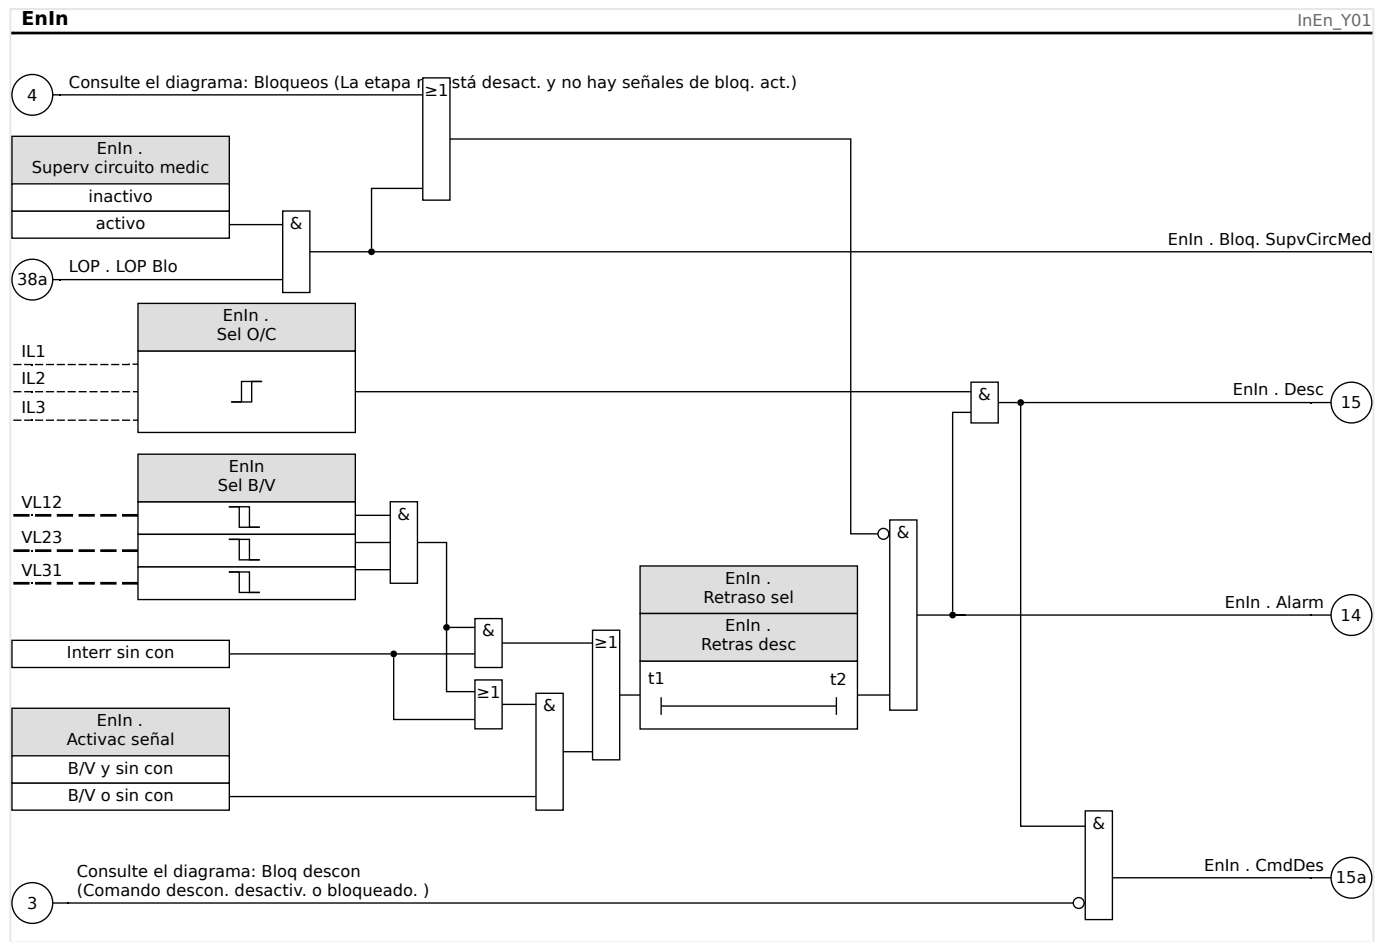 EnIn
InEn_Y01
4
Consulte el diagrama: Bloqueos (La etapa stá desact. y no hay señales de bloq. act.)
≥1
EnIn .
Superv circuito medic
inactivo
activo
&
EnIn . Bloq. SupvCircMed
38a
LOP . LOP Blo
EnIn .
Sel O/C
IL1
IL2
IL3
&
EnIn . Desc
15
EnIn
Sel B/V
VL12
VL23
VL31
&
&
EnIn .
Retraso sel
EnIn .
Retras desc
t1
t2
EnIn . Alarm
14
Interr sin con
&
≥1
≥1
&
EnIn .
Activac señal
B/V y sin con
B/V o sin con
&
Consulte el diagrama: Bloq descon
(Comando descon. desactiv. o bloqueado. )
3
EnIn . CmdDes
15a